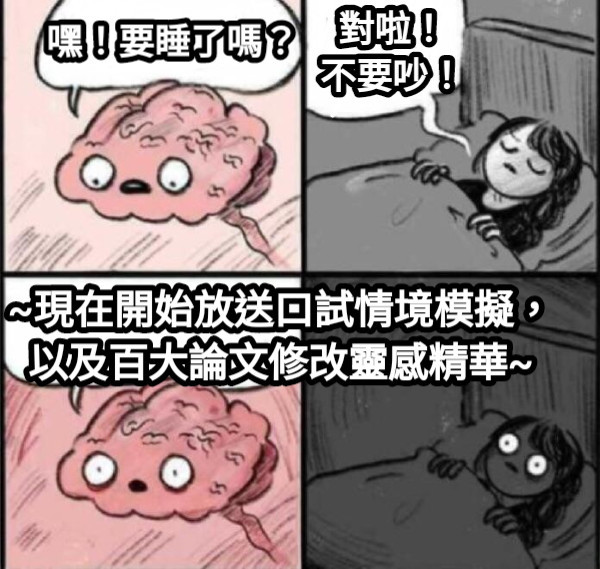 嘿！要睡了嗎？
對啦！
不要吵！
~現在開始放送口試情境模擬，
以及百大論文修改靈感精華~